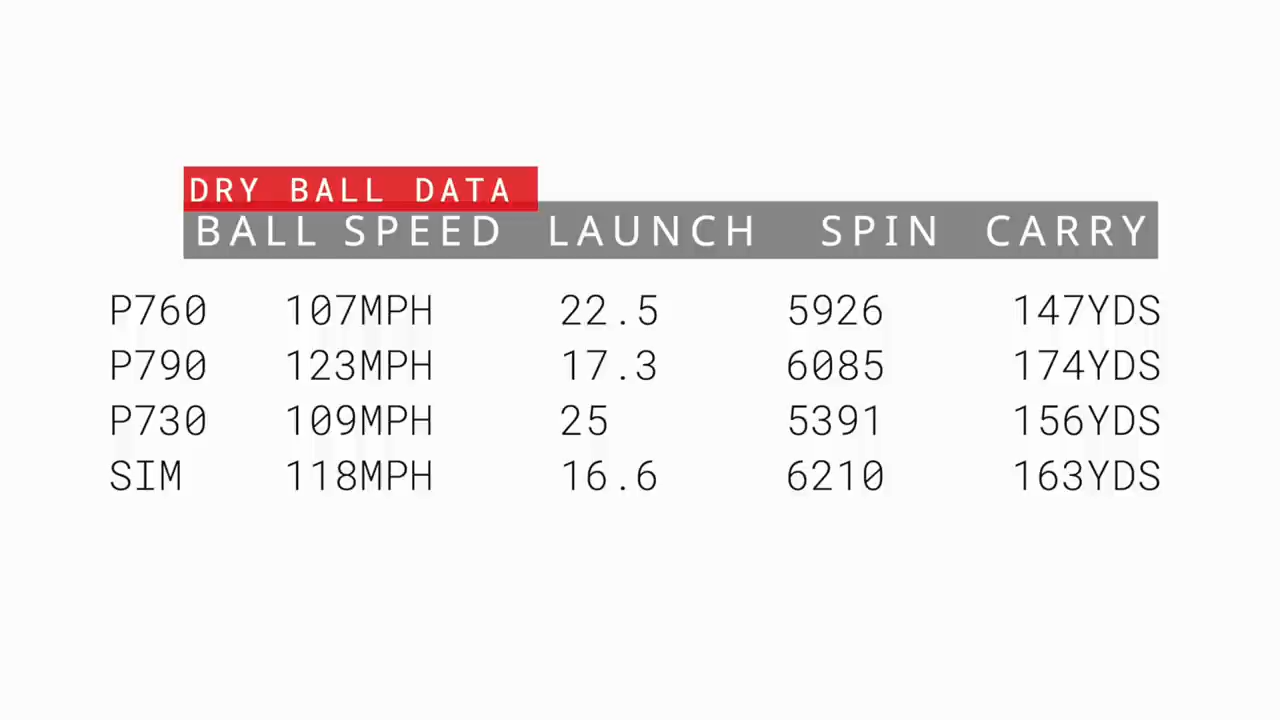 DRY BALL DATA
BALL SPEED LAUNCH SPIN CARRY
P760 107MPH 22.5 5926 147YDS
P790 123MPH 17.3 6085 174YDS
P730 109MPH 25 5391 156YDS
SIM 118MPH 16.6 6210 163YDS